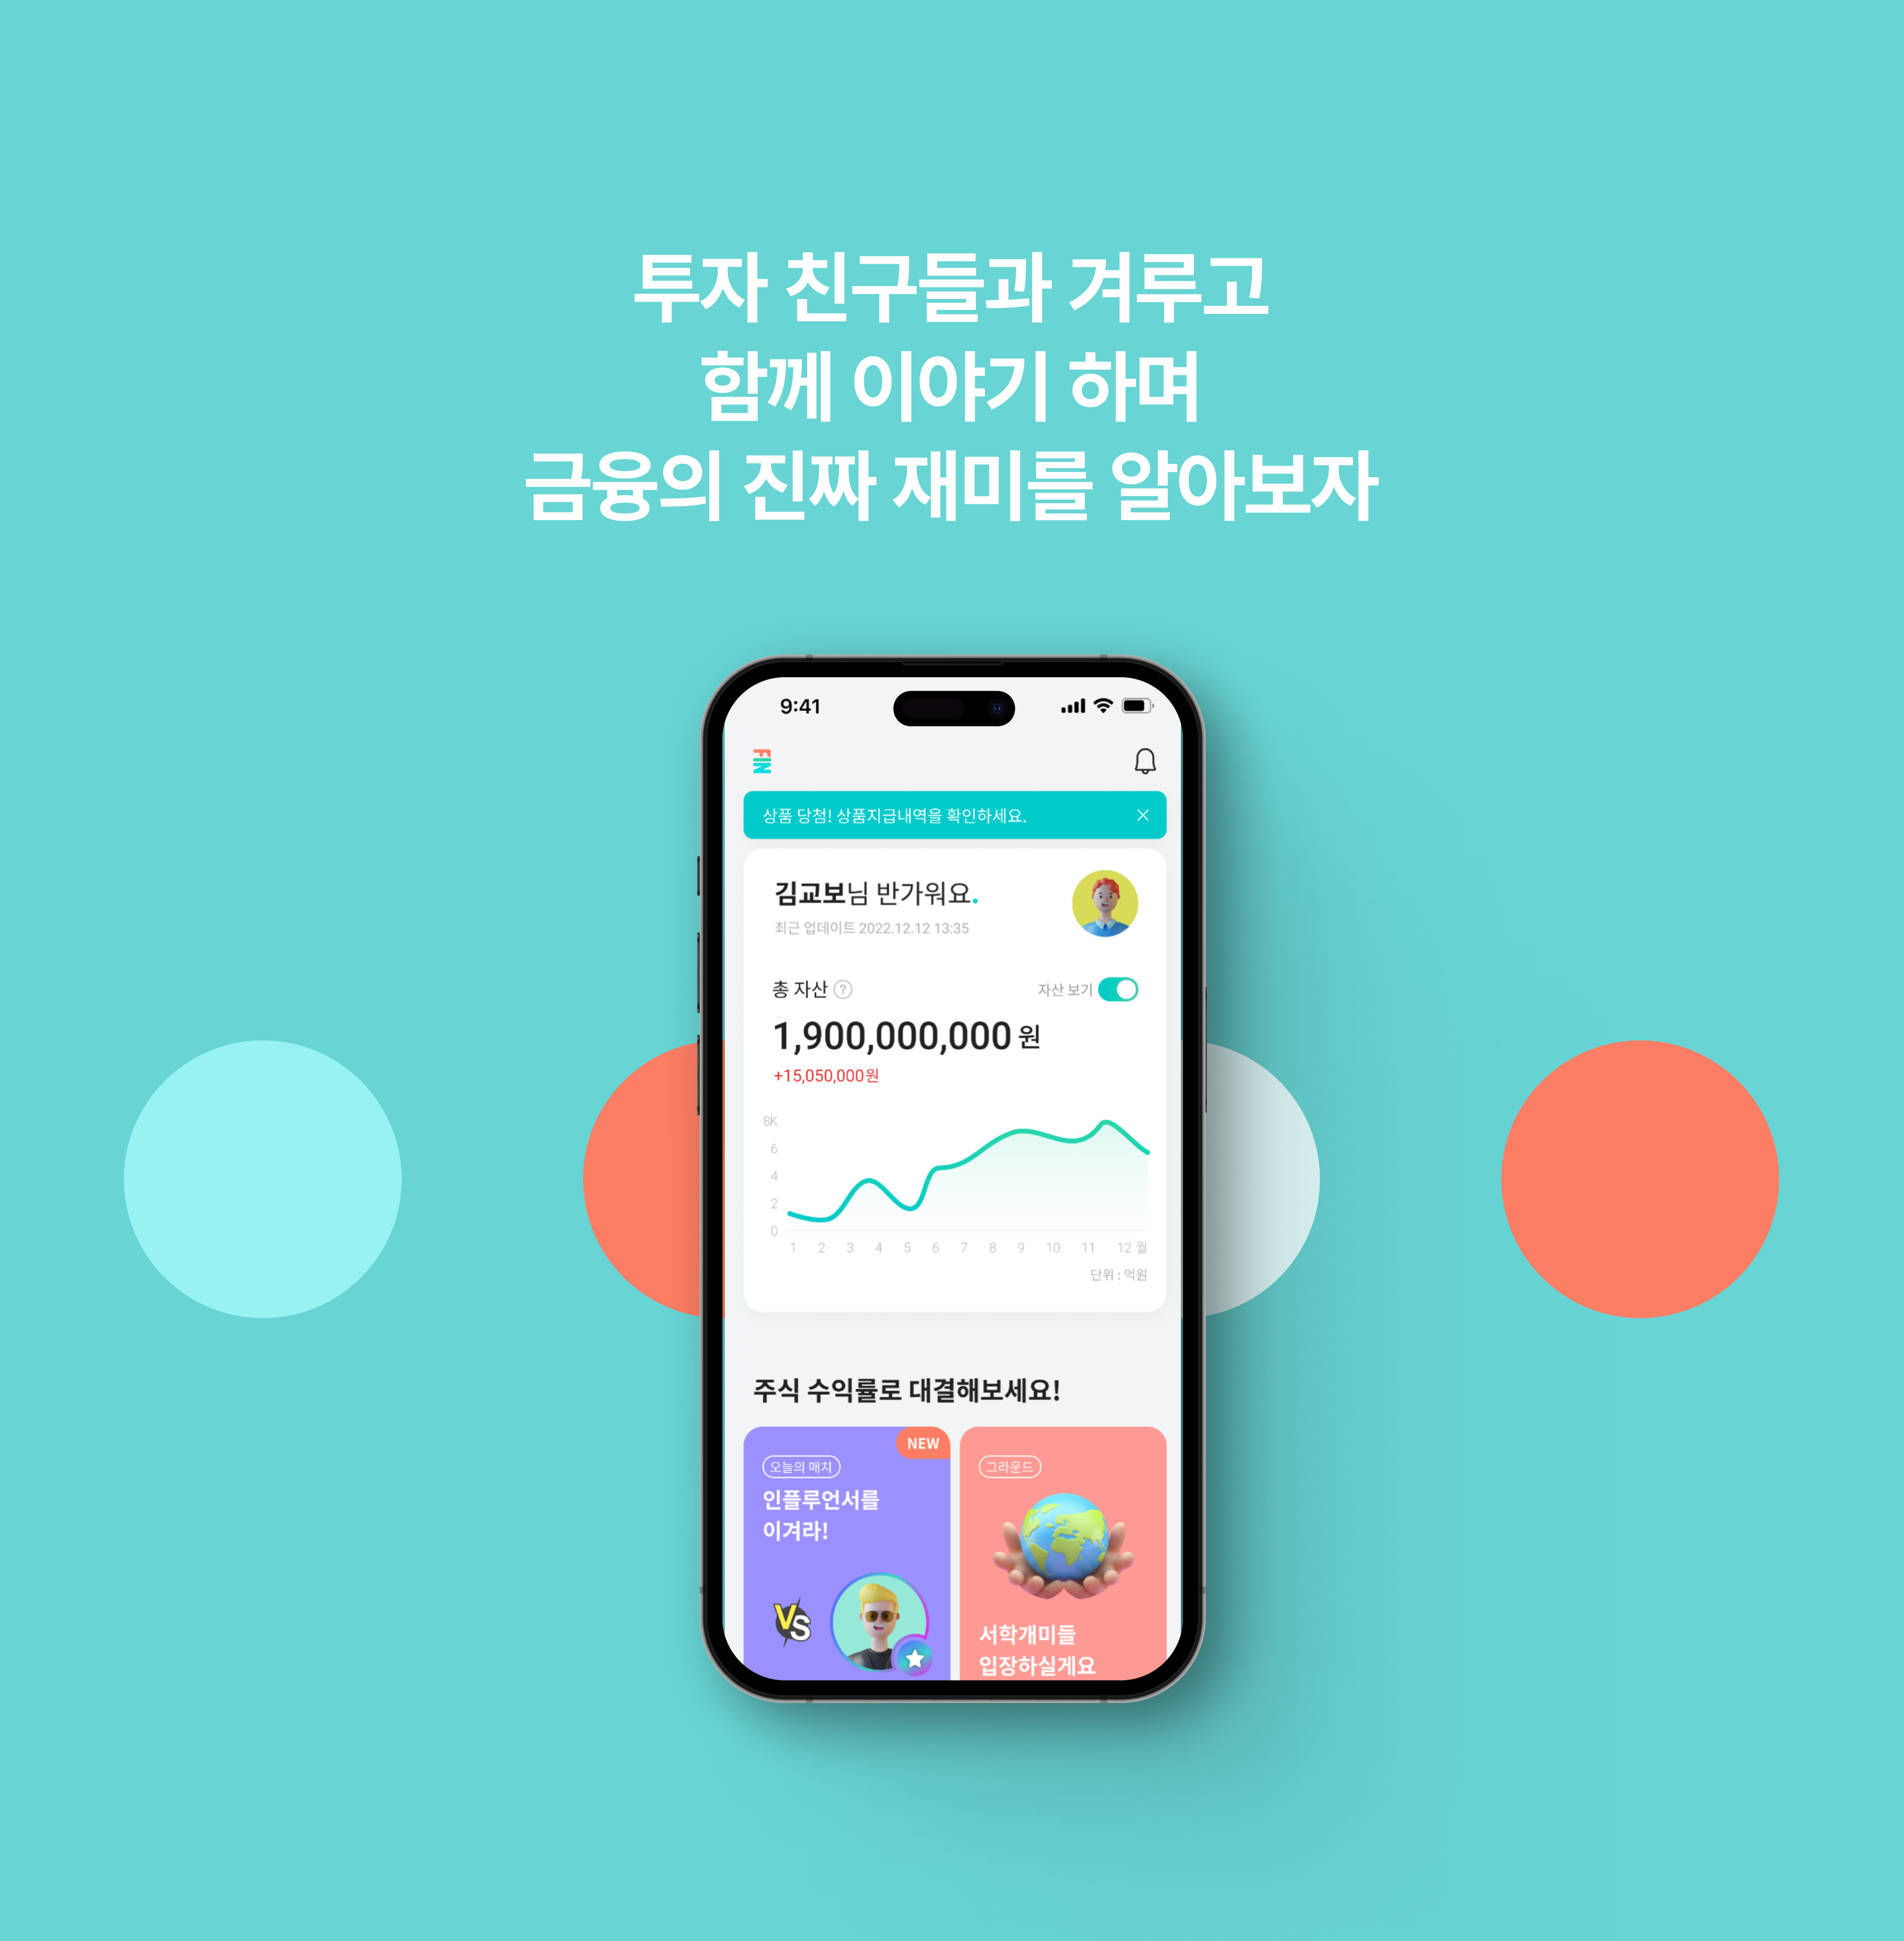 투자 친구들과 겨루고
함께 이야기 하며
금융의 진짜 재미를 알아보자
9:41
FIN
상품 당첨! 상품지급내역을 확인하세요.
김교보님 반가워요.
최근 업데이트 2022.12.12 13:35
총 자산 ?
자산 보기
1,900,000,000 원
+15,050,000원
8K
6
4
2
0
1 2 3 4 5 6 7 8 9 10 11 12 월
단위 : 억원
주식 수익률로 대결해보세요!
NEW
오늘의 매치
인플루언서를
이겨라!
VS
그라운드
서학개미들
입장하실게요